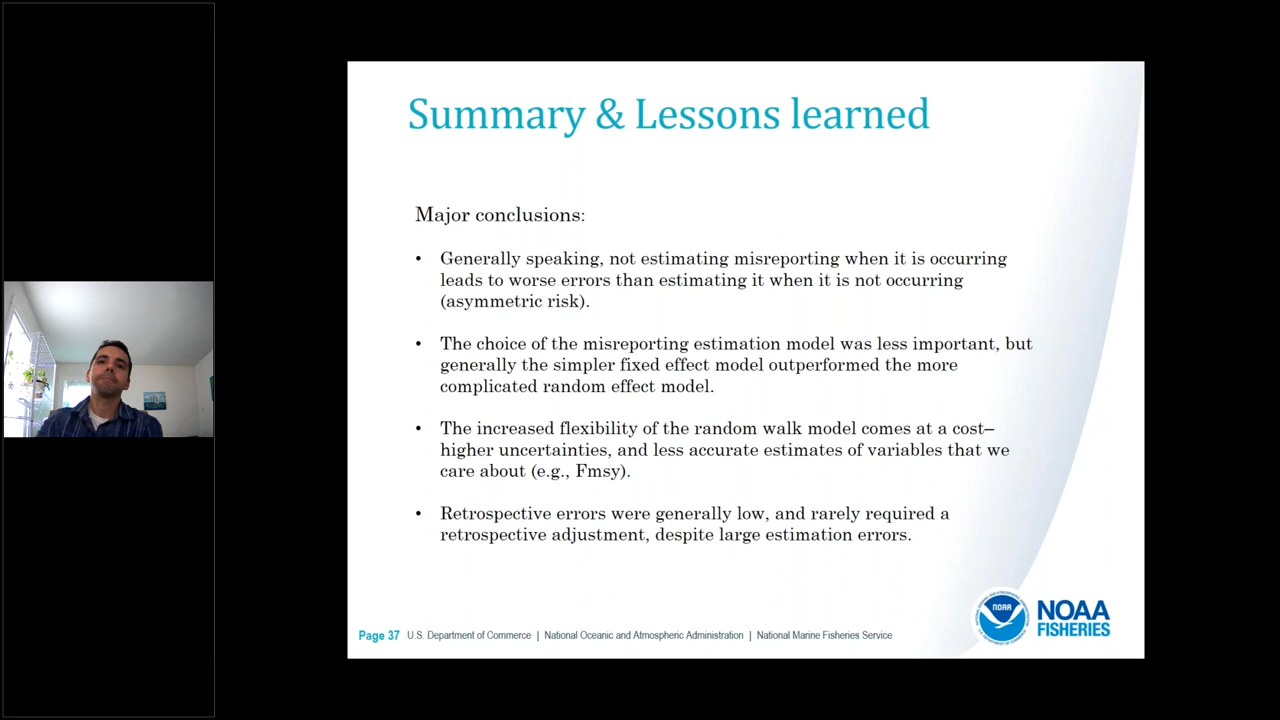 Summary & Lessons learned
Major conclusions:
• Generally speaking, not estimating misreporting when it is occurring
leads to worse errors than estimating it when it is not occurring
(asymmetric risk).
• The choice of the misreporting estimation model was less important, but
generally the simpler fixed effect model outperformed the more
complicated random effect model.
• The increased flexibility of the random walk model comes at a cost–
higher uncertainties, and less accurate estimates of variables that we
care about (e.g., Fmsy).
• Retrospective errors were generally low, and rarely required a
retrospective adjustment, despite large estimation errors.
Page 37 U.S. Department of Commerce | National Oceanic and Atmospheric Administration | National Marine Fisheries Service
NOAA
NOAA
FISHERIES